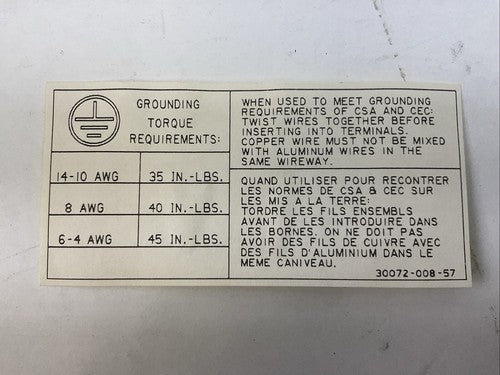 GROUNDING
TORQUE
REQUIREMENTS:
14-10 AWG 35 IN.-LBS.
8 AWG 40 IN.-LBS.
6-4 AWG 45 IN.-LBS.
WHEN USED TO MEET GROUNDING
REQUIREMENTS OF CSA AND CEC:
TWIST WIRES TOGETHER BEFORE
INSERTING INTO TERMINALS.
COPPER WIRE MUST NOT BE MIXED
WITH ALUMINUM WIRES IN THE
SAME WIREWAY.
QUAND UTILISER POUR RECONTRER
LES NORMES DE CSA & CEC SUR
LES MIS A LA TERRE:
TORDRE LES FILS ENSEMBLS
AVANT DE LES INTRODUIRE DANS
LES BORNES. ON NE DOIT PAS
AVOIR DES FILS DE CUIVRE AVEC
DES FILS D'ALUMINIUM DANS LE
MEME CANIVEAU.
30072-008-57